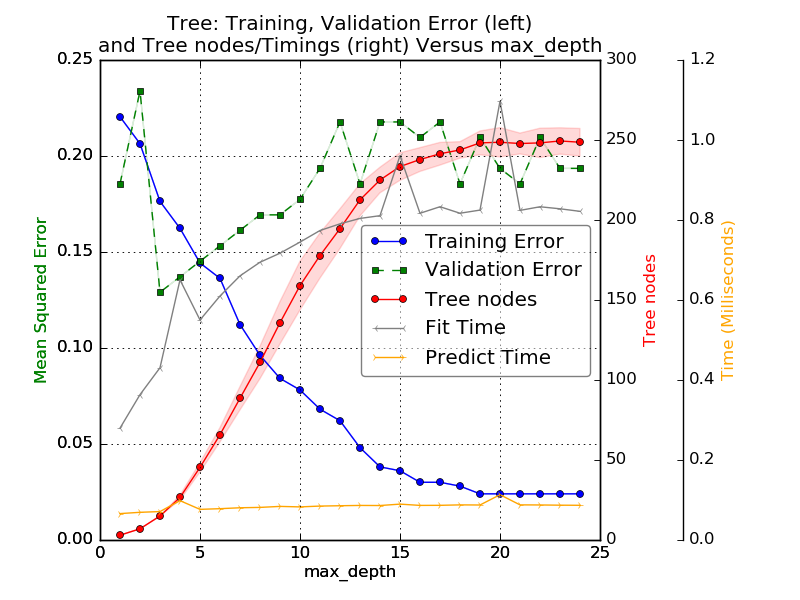 Tree: Training, Validation Error (left)
and Tree nodes/Timings (right) Versus max_depth
0.25
0.20
0.15
0.10
0.05
0.00
Mean Squared Error
0
5
10
15
20
25
max_depth
Training Error
Validation Error
Tree nodes
Fit Time
Predict Time
300
250
200
150
100
50
0
Tree nodes
1.2
1.0
0.8
0.6
0.4
0.2
0.0
Time (Milliseconds)